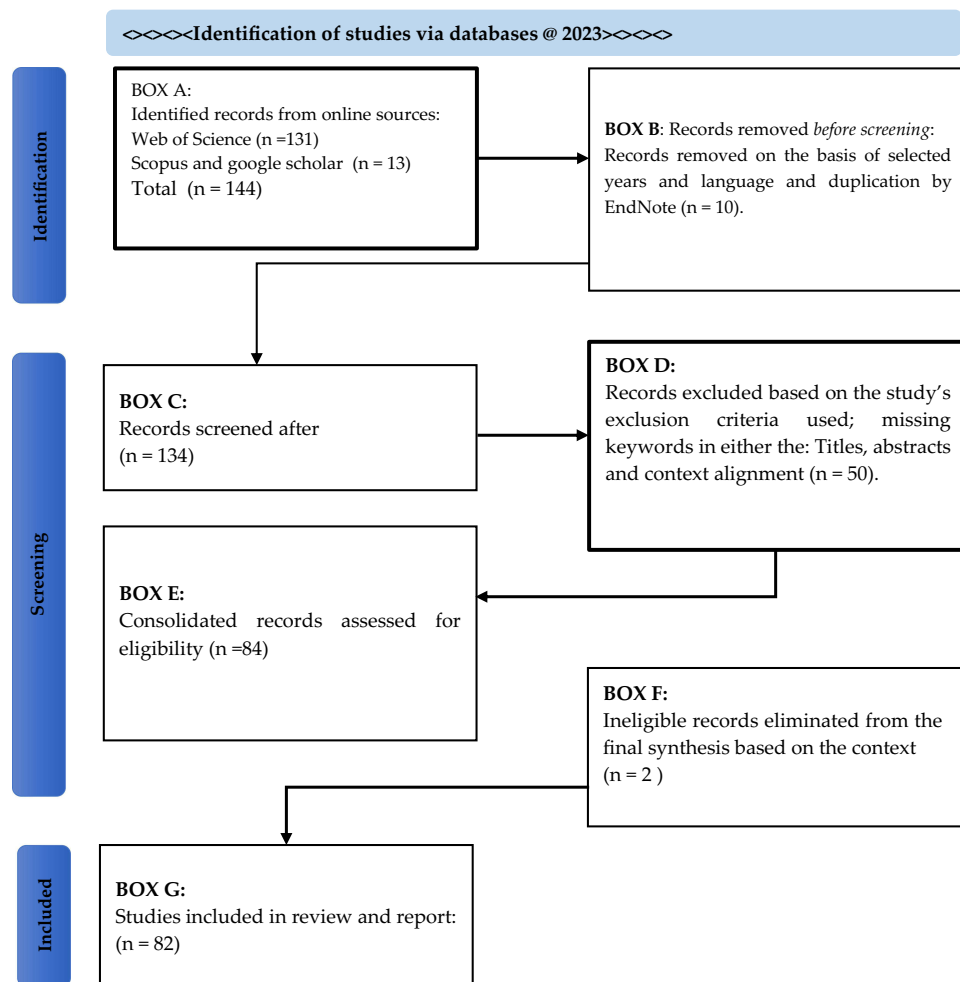 <><><><Identification of studies via databases @ 2023><><><>
Identification
BOX A:
Identified records from online sources:
Web of Science (n =131)
Scopus and google scholar (n = 13)
Total (n = 144)
BOX B: Records removed before screening:
Records removed on the basis of selected
years and language and duplication by
EndNote (n = 10).
Screening
BOX C:
Records screened after
(n = 134)
BOX D:
Records excluded based on the study’s
exclusion criteria used; missing
keywords in either the: Titles, abstracts
and context alignment (n = 50).
BOX E:
Consolidated records assessed for
eligibility (n =84)
BOX F:
Ineligible records eliminated from the
final synthesis based on the context
(n = 2 )
Included
BOX G:
Studies included in review and report:
(n = 82)